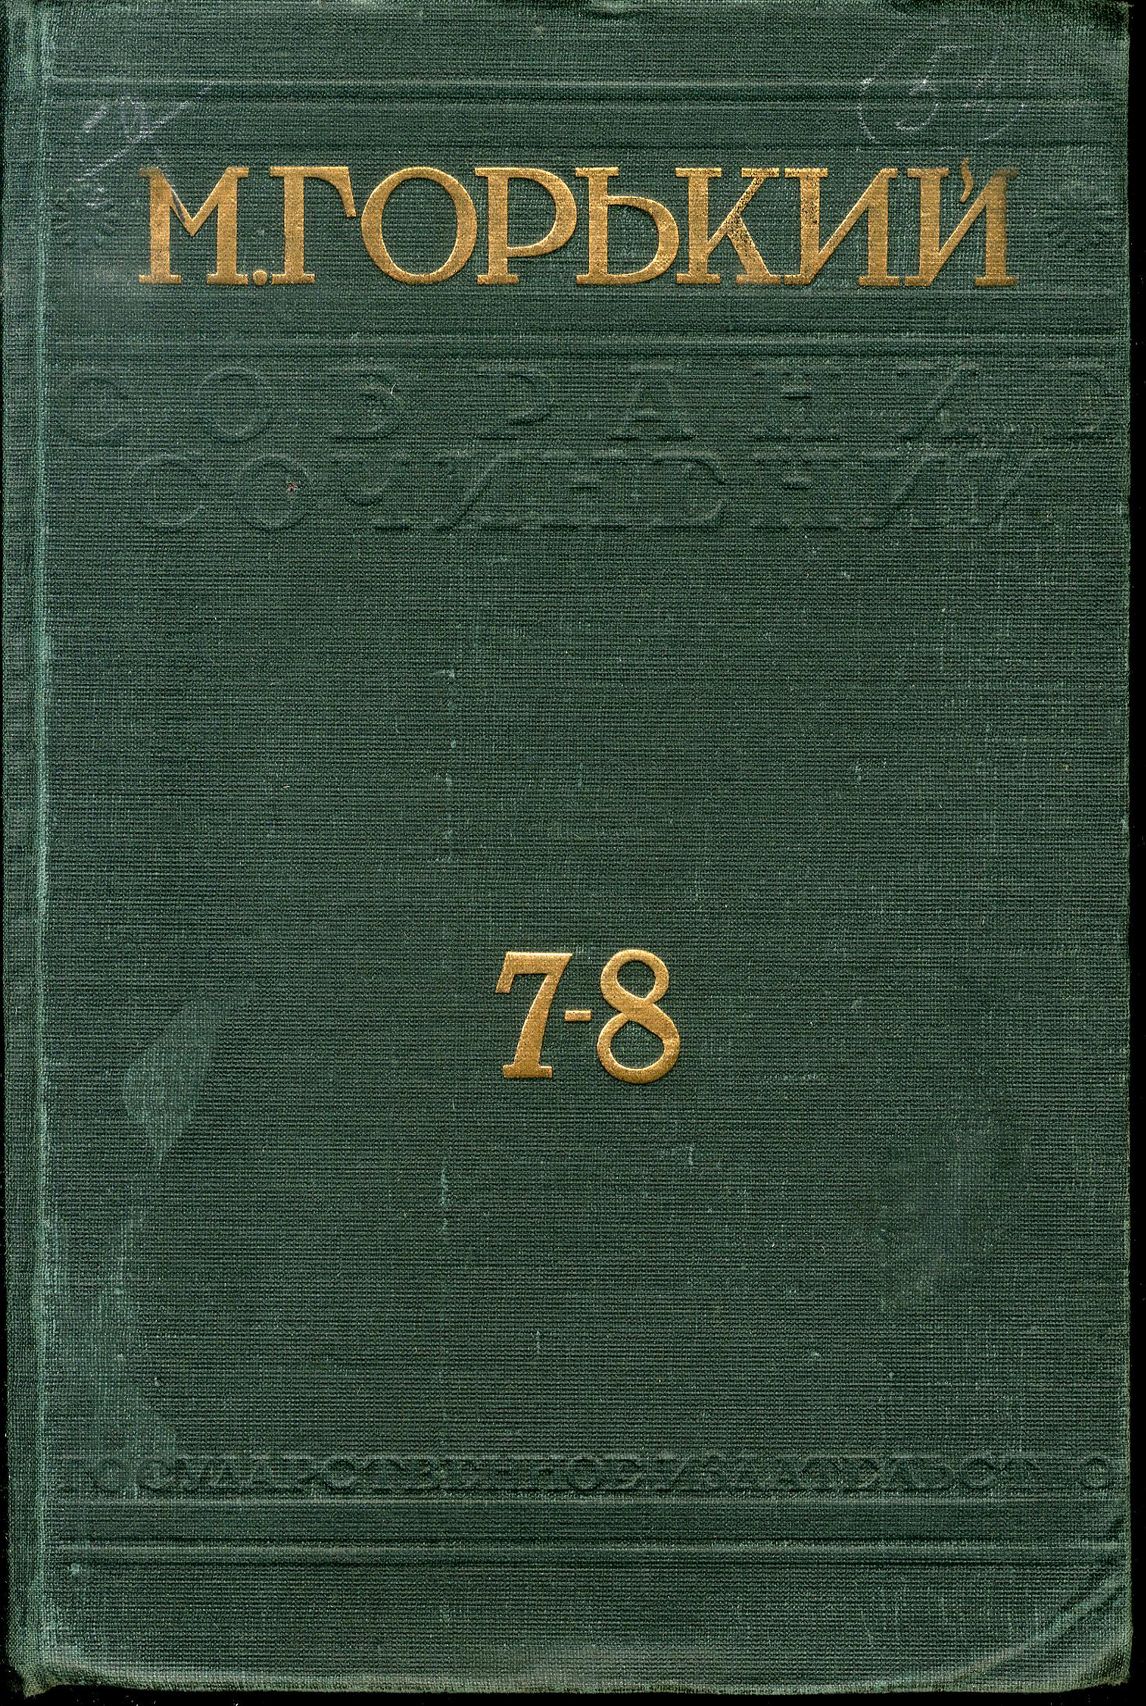 М. ГОРЬКИЙ
СОБРАНИЕ
СОЧИНЕНИЙ
7-8
ГОСУДАРСТВЕННОЕ ИЗДАТЕЛЬСТВО